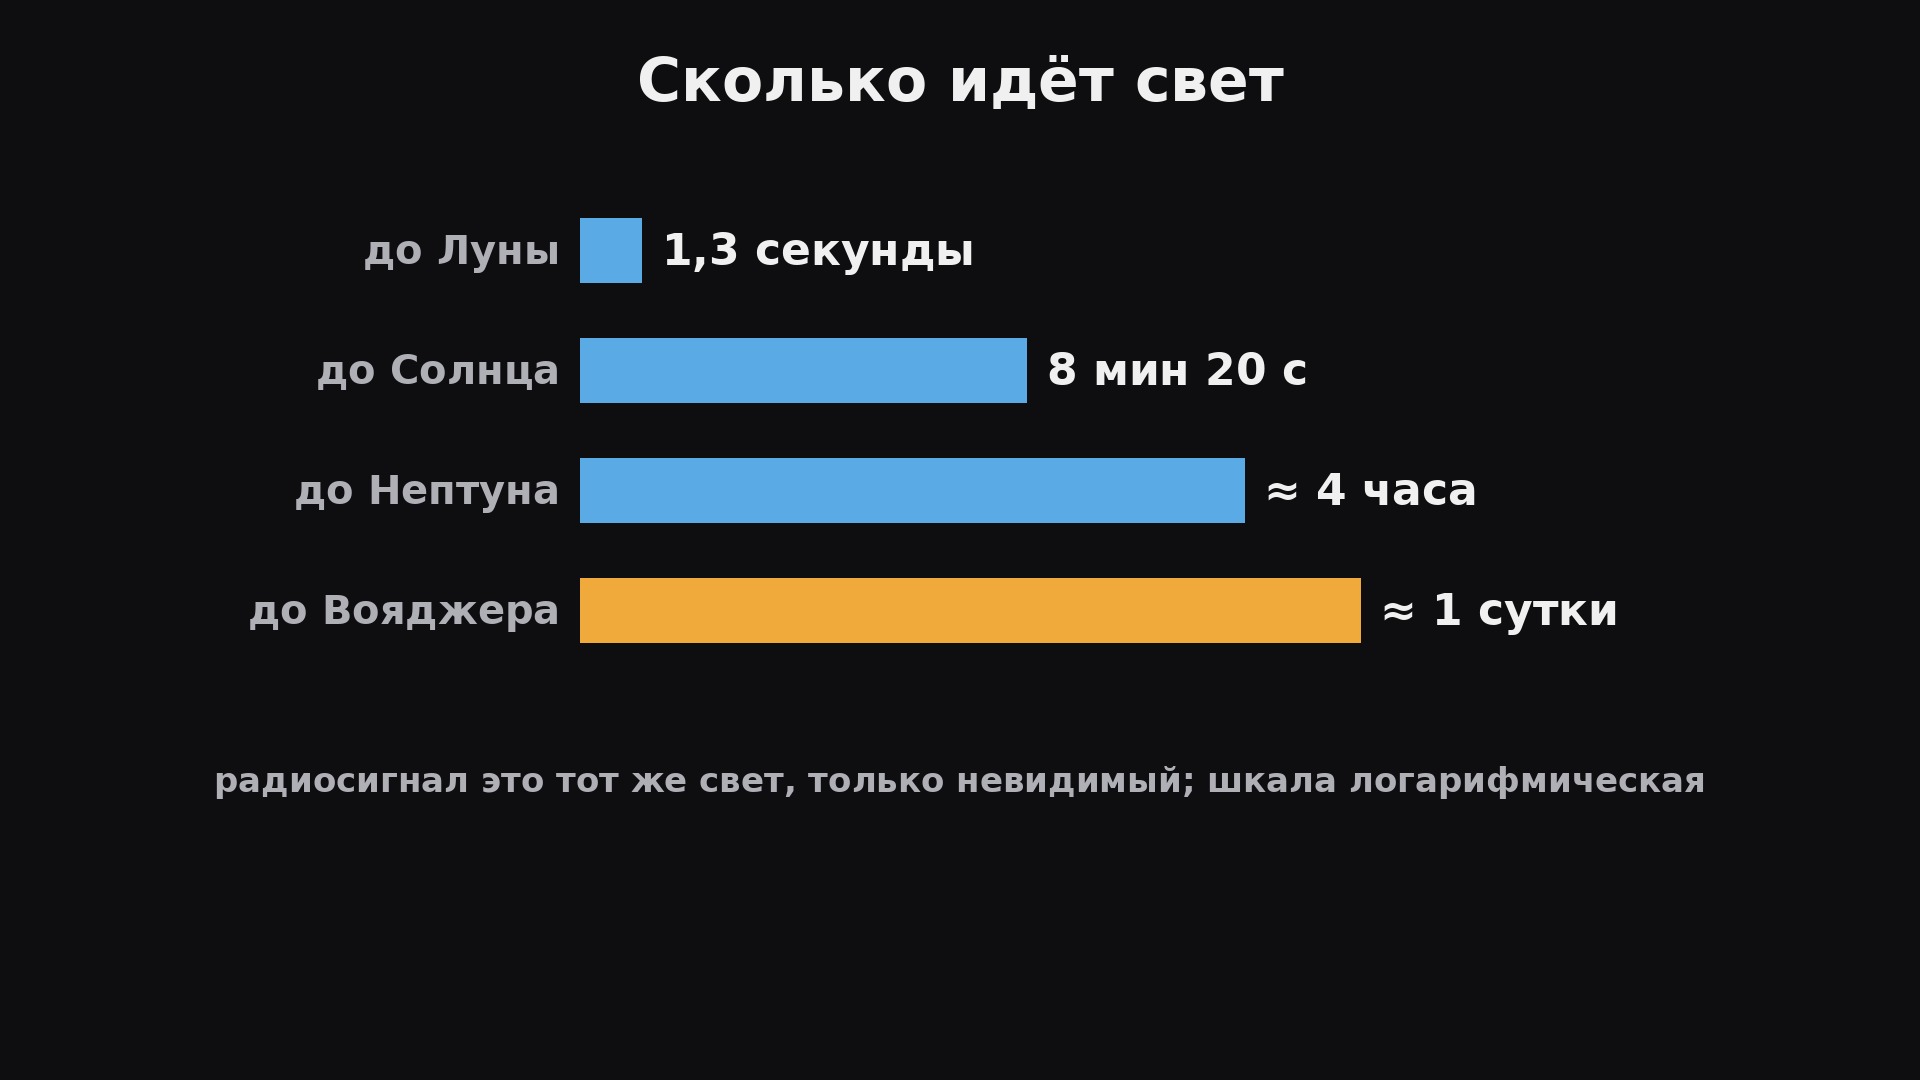 Сколько идёт свет
до Луны 1,3 секунды
до Солнца 8 мин 20 с
до Нептуна ≈ 4 часа
до Вояджера ≈ 1 сутки
радиосигнал это тот же свет, только невидимый; шкала логарифмическая